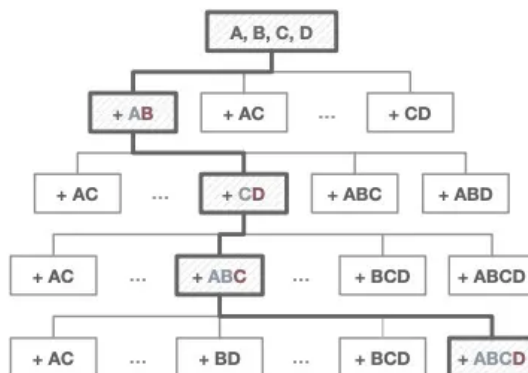 A, B, C, D
+ AB + AC ... + CD
+ AC ... + CD + ABC + ABD
+ AC ... + ABC ... + BCD + ABCD
+ AC ... + BD ... + BCD + ABCD